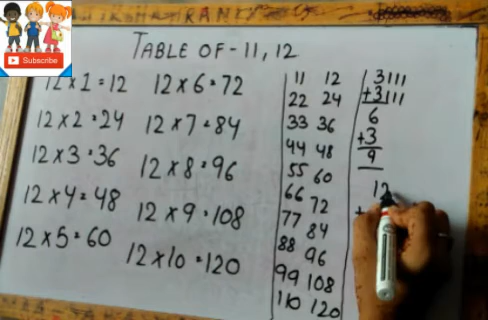 Subscribe
TABLE OF - 11, 12
12 x 1 = 12
12 x 2 = 24
12 x 3 = 36
12 x 4 = 48
12 x 5 = 60
12 x 6 = 72
12 x 7 = 84
12 x 8 = 96
12 x 9 = 108
12 x 10 = 120
11 12
22 24
33 36
44 48
55 60
66 72
77 84
88 96
99 108
110 120
3111
+3111
6
+3
9
12
+